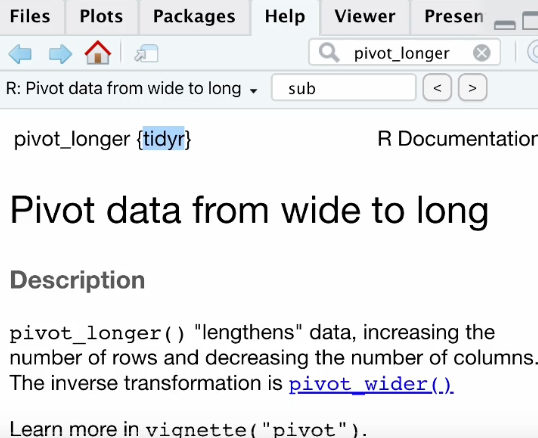 Files Plots Packages Help Viewer Presen
pivot_longer
R: Pivot data from wide to long sub < >
pivot_longer {tidyr} R Documentation
Pivot data from wide to long
Description
pivot_longer() "lengthens" data, increasing the
number of rows and decreasing the number of columns.
The inverse transformation is pivot_wider()
Learn more in vignette("pivot").